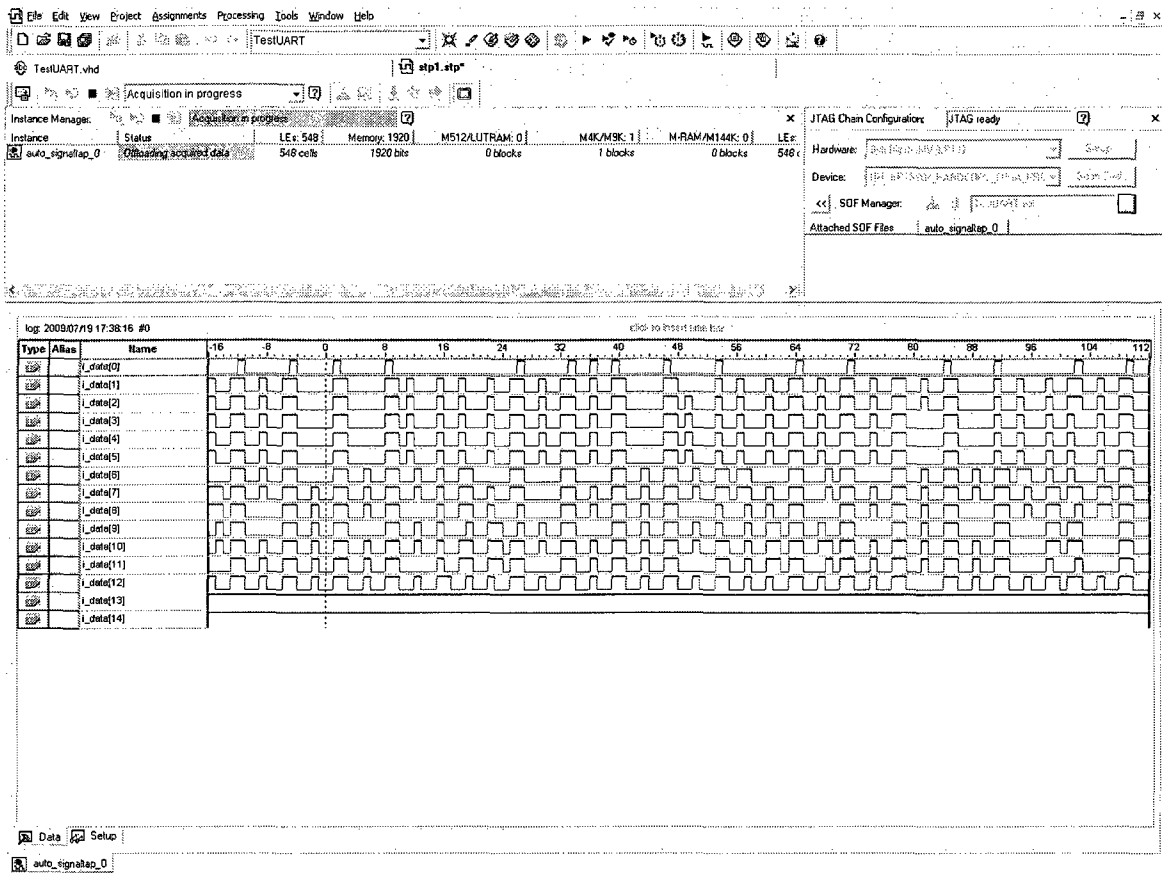 File Edit View Project Assignments Processing Tools Window Help
TestUART
TestUART.vhd stp1.stp*
Acquisition in progress
Instance Manager: Acquisition in progress JTAG Chain Configuration: JTAG ready
Instance Status LEs: 548 Memory: 1920 M512/LUTRAM: 0 M4K/M9K: 1 M-RAM/M144K: 0 LEs:
auto_signaltap_0 Offloading acquired data 546 cells 1920 bits 0 blocks 1 blocks 0 blocks 546 c
Hardware: Setup...
Device:
<< SOF Manager:
Attached SOF Files auto_signaltap_0
log: 2009/07/19 17:38:16 #0 click to insert time bar
Type Alias Name -16 -8 0 8 16 24 32 40 48 56 64 72 80 88 96 104 112
i_data[0]
i_data[1]
i_data[2]
i_data[3]
i_data[4]
i_data[5]
i_data[6]
i_data[7]
i_data[8]
i_data[9]
i_data[10]
i_data[11]
i_data[12]
i_data[13]
i_data[14]
Data Setup
auto_signaltap_0